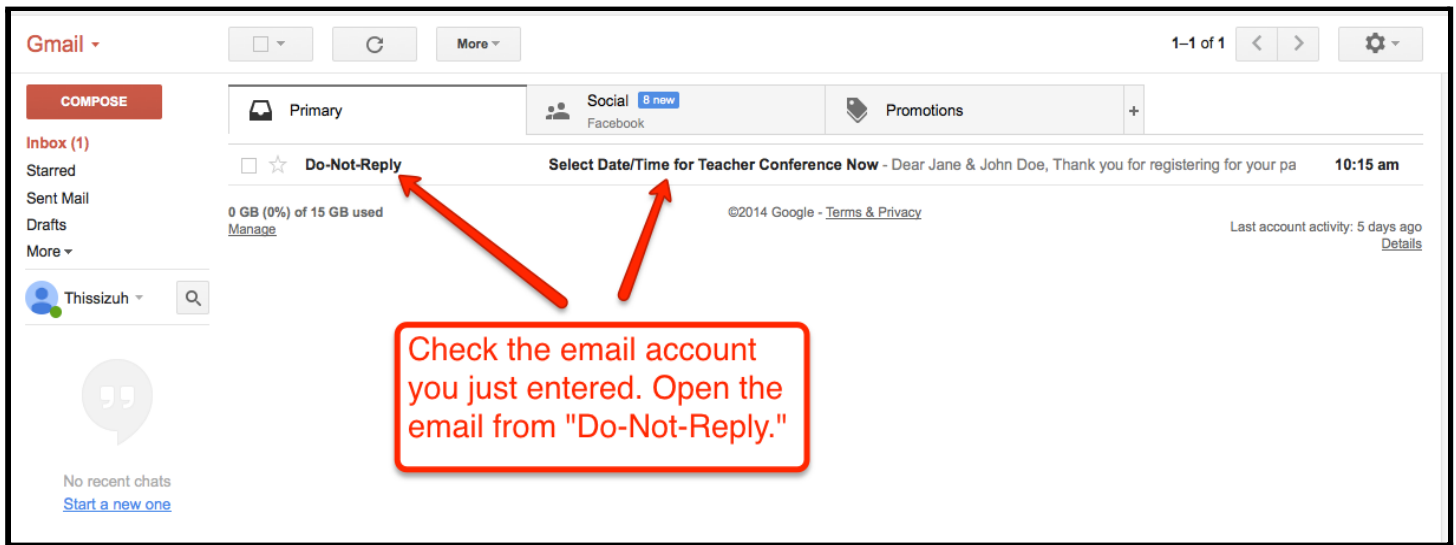 Gmail
More
1–1 of 1
COMPOSE
Primary
Social 8 new
Facebook
Promotions
+
Inbox (1)
Starred
Sent Mail
Drafts
More
Do-Not-Reply Select Date/Time for Teacher Conference Now - Dear Jane & John Doe, Thank you for registering for your pa 10:15 am
0 GB (0%) of 15 GB used
Manage
©2014 Google - Terms & Privacy
Last account activity: 5 days ago
Details
Thissizuh
Check the email account
you just entered. Open the
email from "Do-Not-Reply."
No recent chats
Start a new one